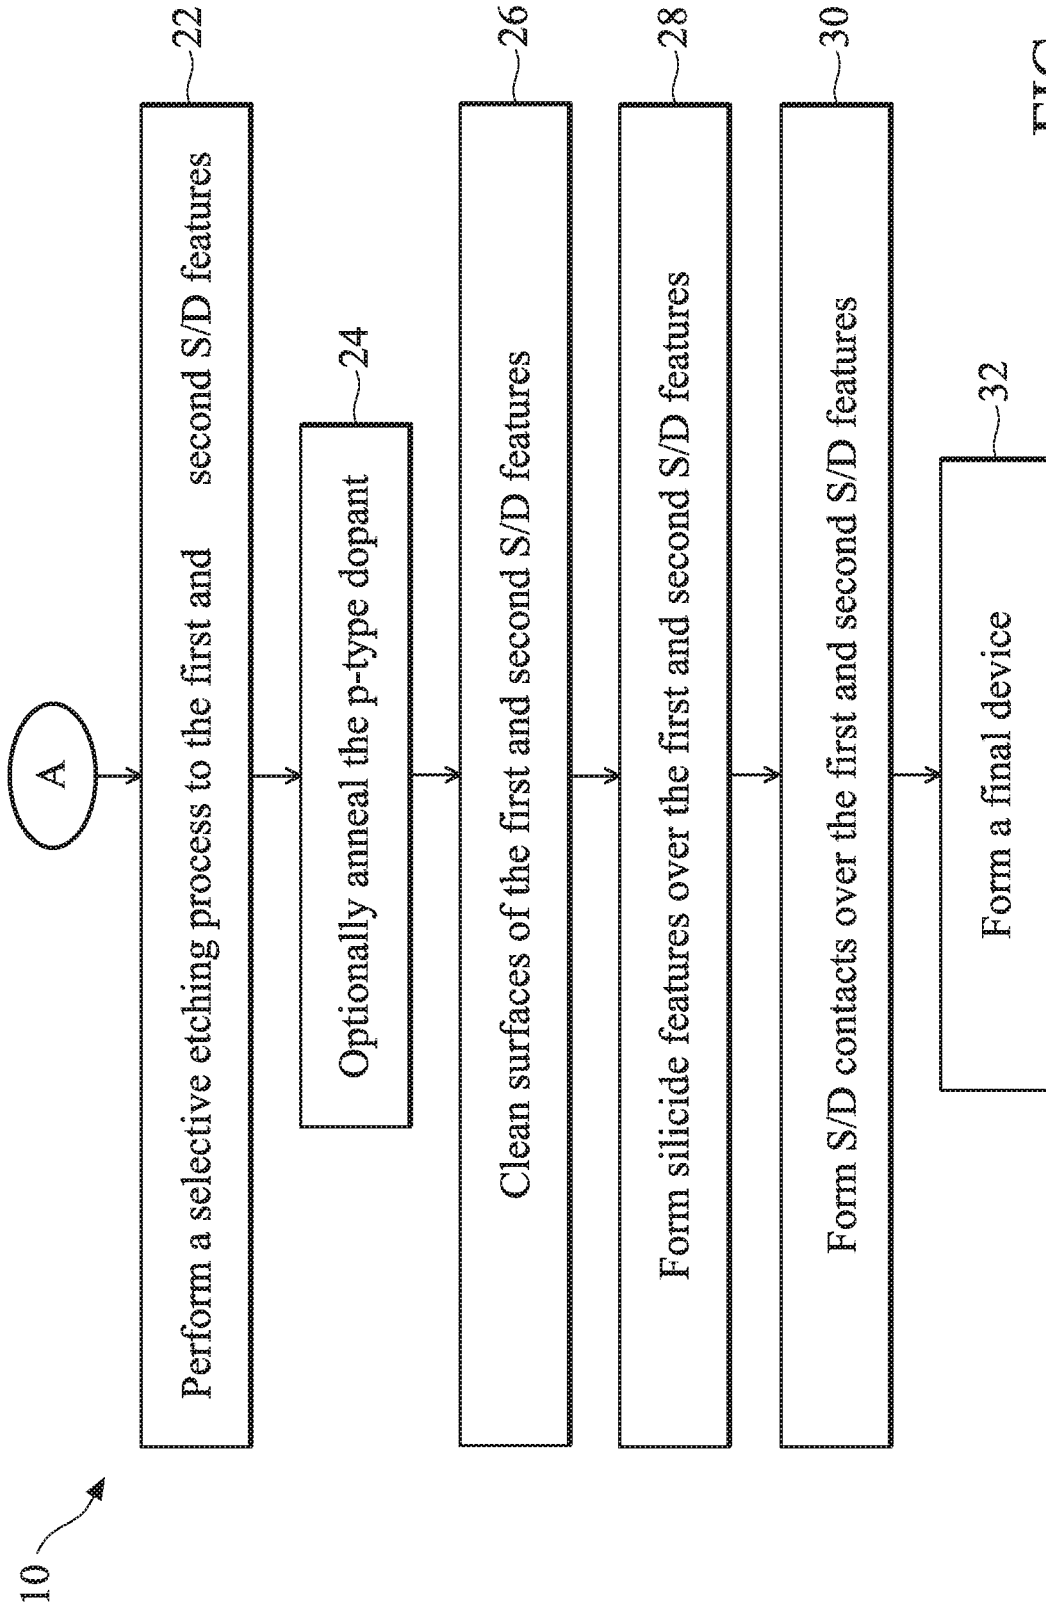 10
A
Perform a selective etching process to the first and second S/D features
22
Optionally anneal the p-type dopant
24
Clean surfaces of the first and second S/D features
26
Form silicide features over the first and second S/D features
28
Form S/D contacts over the first and second S/D features
30
Form a final device
32